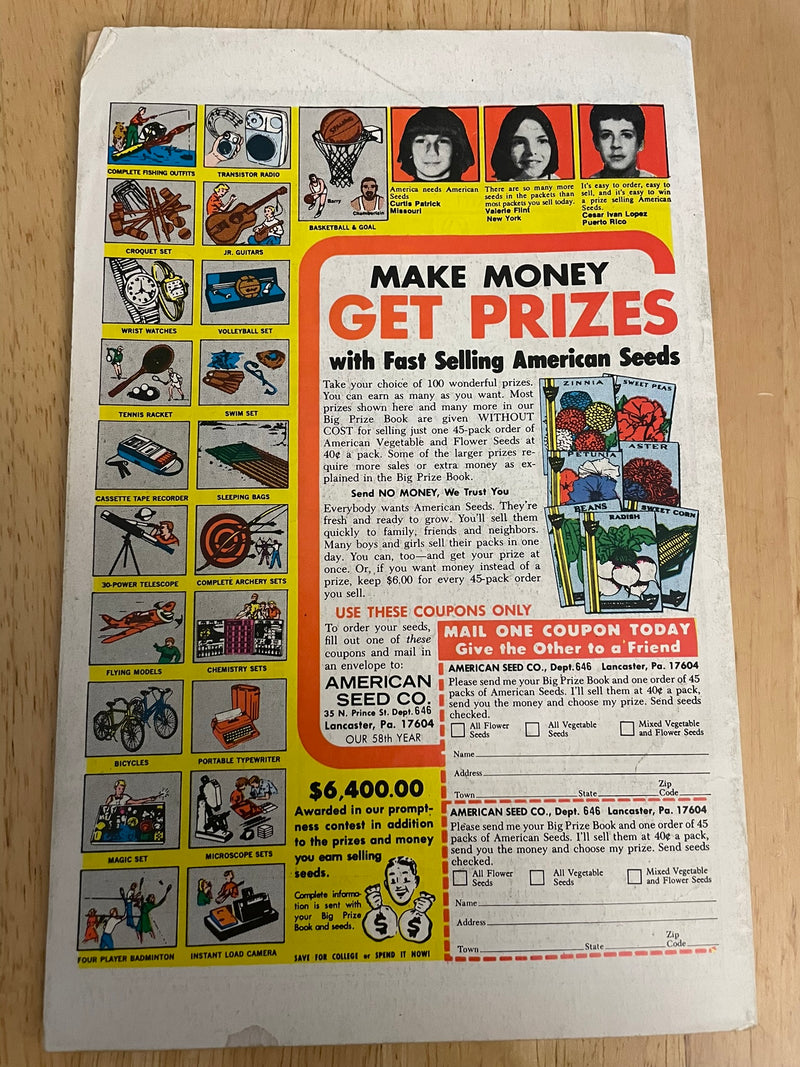 COMPLETE FISHING OUTFITS
TRANSISTOR RADIO
CROQUET SET
JR. GUITARS
WRIST WATCHES
VOLLEYBALL SET
TENNIS RACKET
SWIM SET
CASSETTE TAPE RECORDER
SLEEPING BAGS
30-POWER TELESCOPE
COMPLETE ARCHERY SETS
FLYING MODELS
CHEMISTRY SETS
BICYCLES
PORTABLE TYPEWRITER
MAGIC SET
MICROSCOPE SETS
FOUR PLAYER BADMINTON
INSTANT LOAD CAMERA
SPALDING
Barry
Chamberlain
BASKETBALL & GOAL
America needs American
Seeds
Curtis Patrick
Missouri
There are so many more
seeds in the packets than
most packets you sell today.
Valerie Flint
New York
It's easy to order, easy to
sell, and it's easy to win
a prize selling American
Seeds.
Cesar Ivan Lopez
Puerto Rico
MAKE MONEY
GET PRIZES
with Fast Selling American Seeds
Take your choice of 100 wonderful prizes.
You can earn as many as you want. Most
prizes shown here and many more in our
Big Prize Book are given WITHOUT
COST for selling just one 45-pack order of
American Vegetable and Flower Seeds at
40¢ a pack. Some of the larger prizes re-
quire more sales or extra money as ex-
plained in the Big Prize Book.
Send NO MONEY, We Trust You
Everybody wants American Seeds. They're
fresh and ready to grow. You'll sell them
quickly to family, friends and neighbors.
Many boys and girls sell their packs in one
day. You can, too—and get your prize at
once. Or, if you want money instead of a
prize, keep $6.00 for every 45-pack order
you sell.
ZINNIA
SWEET PEAS
PETUNIA
ASTER
BEANS
RADISH
SWEET CORN
USE THESE COUPONS ONLY
To order your seeds,
fill out one of these
coupons and mail in
an envelope to:
AMERICAN
SEED CO.
35 N. Prince St. Dept. 646
Lancaster, Pa. 17604
OUR 58th YEAR
$6,400.00
Awarded in our prompt-
ness contest in addition
to the prizes and money
you earn selling
seeds.
Complete informa-
tion is sent with
your Big Prize
Book and seeds.
$ $
SAVE FOR COLLEGE or SPEND IT NOW!
MAIL ONE COUPON TODAY
Give the Other to a Friend
AMERICAN SEED CO., Dept. 646 Lancaster, Pa. 17604
Please send me your Big Prize Book and one order of 45
packs of American Seeds. I'll sell them at 40¢ a pack,
send you the money and choose my prize. Send seeds
checked.
All Flower
Seeds
All Vegetable
Seeds
Mixed Vegetable
and Flower Seeds
Name
Address
Town State Zip Code
AMERICAN SEED CO., Dept. 646 Lancaster, Pa. 17604
Please send me your Big Prize Book and one order of 45
packs of American Seeds. I'll sell them at 40¢ a pack,
send you the money and choose my prize. Send seeds
checked.
All Flower
Seeds
All Vegetable
Seeds
Mixed Vegetable
and Flower Seeds
Name
Address
Town State Zip Code